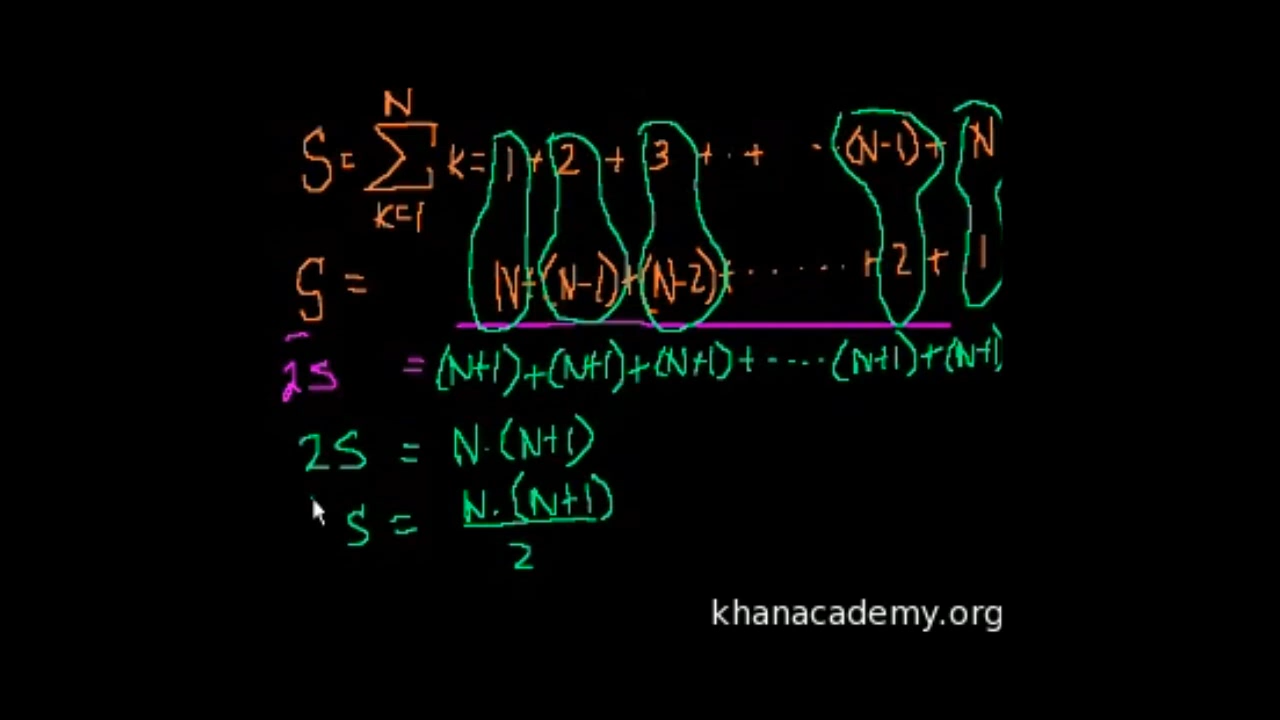 N
S = ∑ k = 1 + 2 + 3 + ·· + ·· (N-1) + N
k=1
S = N + (N-1) + (N-2) + ······ + 2 + 1
2S = (N+1) + (N+1) + (N+1) + ···· (N+1) + (N+1)
2S = N·(N+1)
S = N·(N+1)
2
khanacademy.org